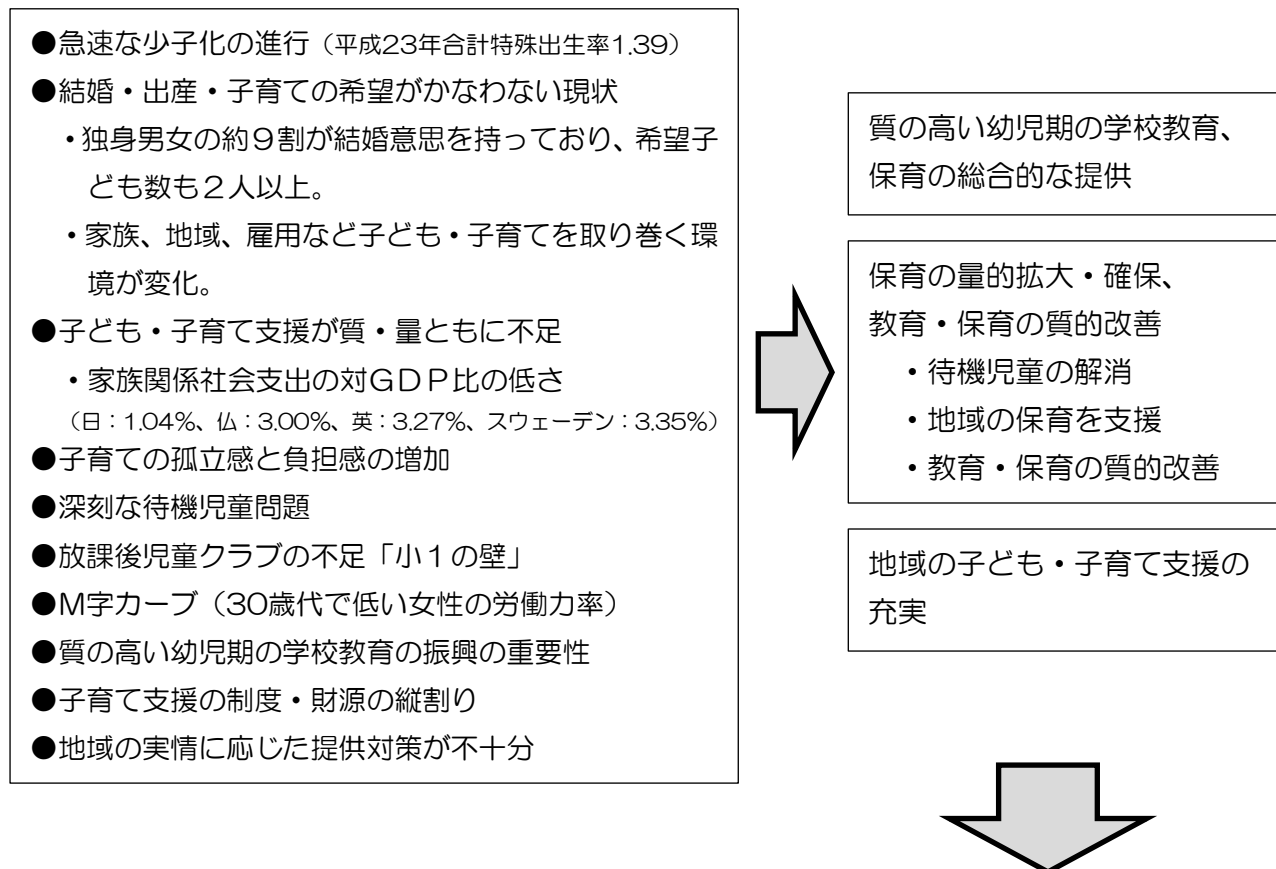 ●急速な少子化の進行（平成23年合計特殊出生率1.39）
●結婚・出産・子育ての希望がかなわない現状
・独身男女の約９割が結婚意思を持っており、希望子
ども数も２人以上。
・家族、地域、雇用など子ども・子育てを取り巻く環
境が変化。
●子ども・子育て支援が質・量ともに不足
・家族関係社会支出の対ＧＤＰ比の低さ
（日：1.04%、仏：3.00%、英：3.27%、スウェーデン：3.35%）
●子育ての孤立感と負担感の増加
●深刻な待機児童問題
●放課後児童クラブの不足「小１の壁」
●M字カーブ（30歳代で低い女性の労働力率）
●質の高い幼児期の学校教育の振興の重要性
●子育て支援の制度・財源の縦割り
●地域の実情に応じた提供対策が不十分
質の高い幼児期の学校教育、
保育の総合的な提供
保育の量的拡大・確保、
教育・保育の質的改善
・待機児童の解消
・地域の保育を支援
・教育・保育の質的改善
地域の子ども・子育て支援の
充実